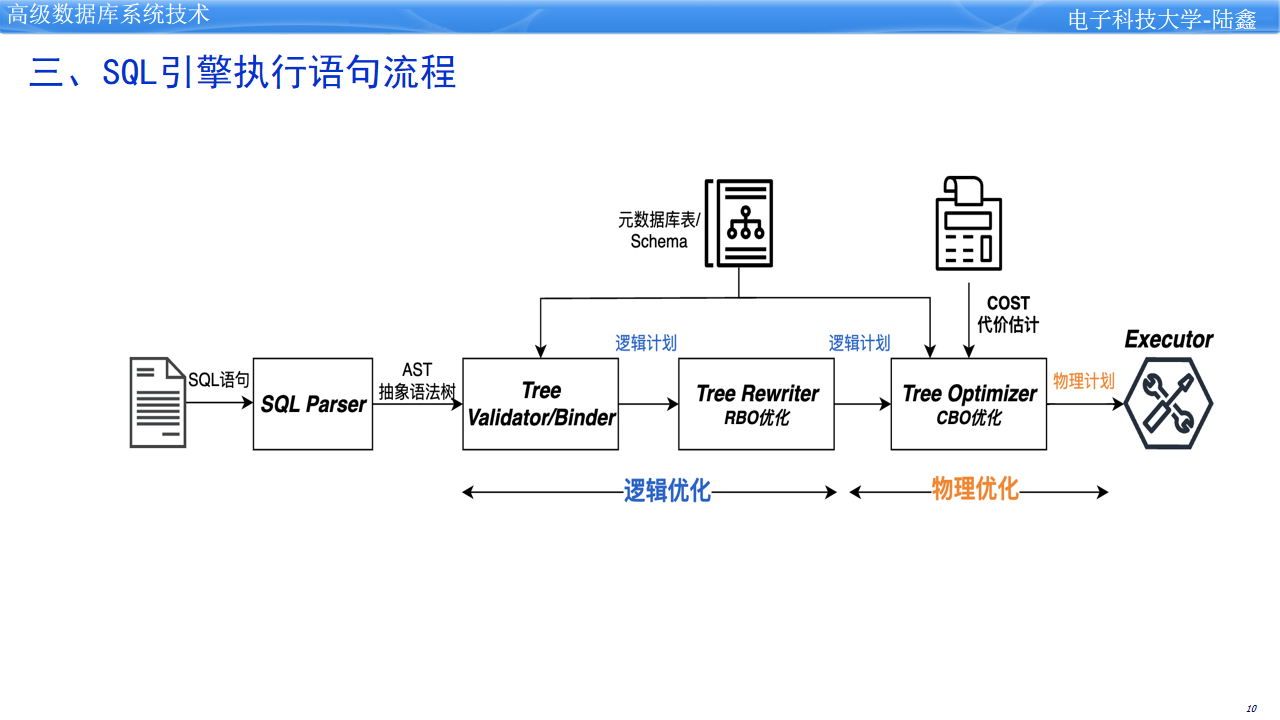 高级数据库系统技术
电子科技大学-陆鑫
三、SQL引擎执行语句流程
元数据库表/
Schema
COST
代价估计
SQL语句
SQL Parser
AST
抽象语法树
Tree
Validator/Binder
逻辑计划
Tree Rewriter
RBO优化
逻辑计划
Tree Optimizer
CBO优化
物理计划
Executor
逻辑优化
物理优化
10